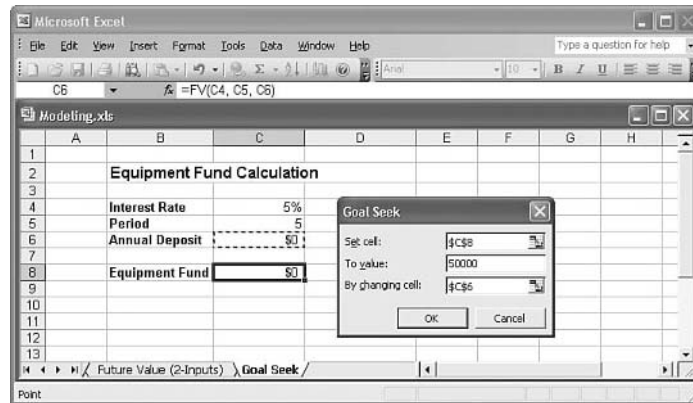 Microsoft Excel
File Edit View Insert Format Tools Data Window Help Type a question for help
Arial 10 B I U
C6 fx =FV(C4, C5, C6)
Modeling.xls
A B C D E F G H
1
2 Equipment Fund Calculation
3
4 Interest Rate 5%
5 Period 5
6 Annual Deposit $0
7
8 Equipment Fund $0
9
10
11
12
13
Goal Seek
Set cell: $C$8
To value: 50000
By changing cell: $C$6
OK Cancel
Future Value (2-Inputs) Goal Seek
Point